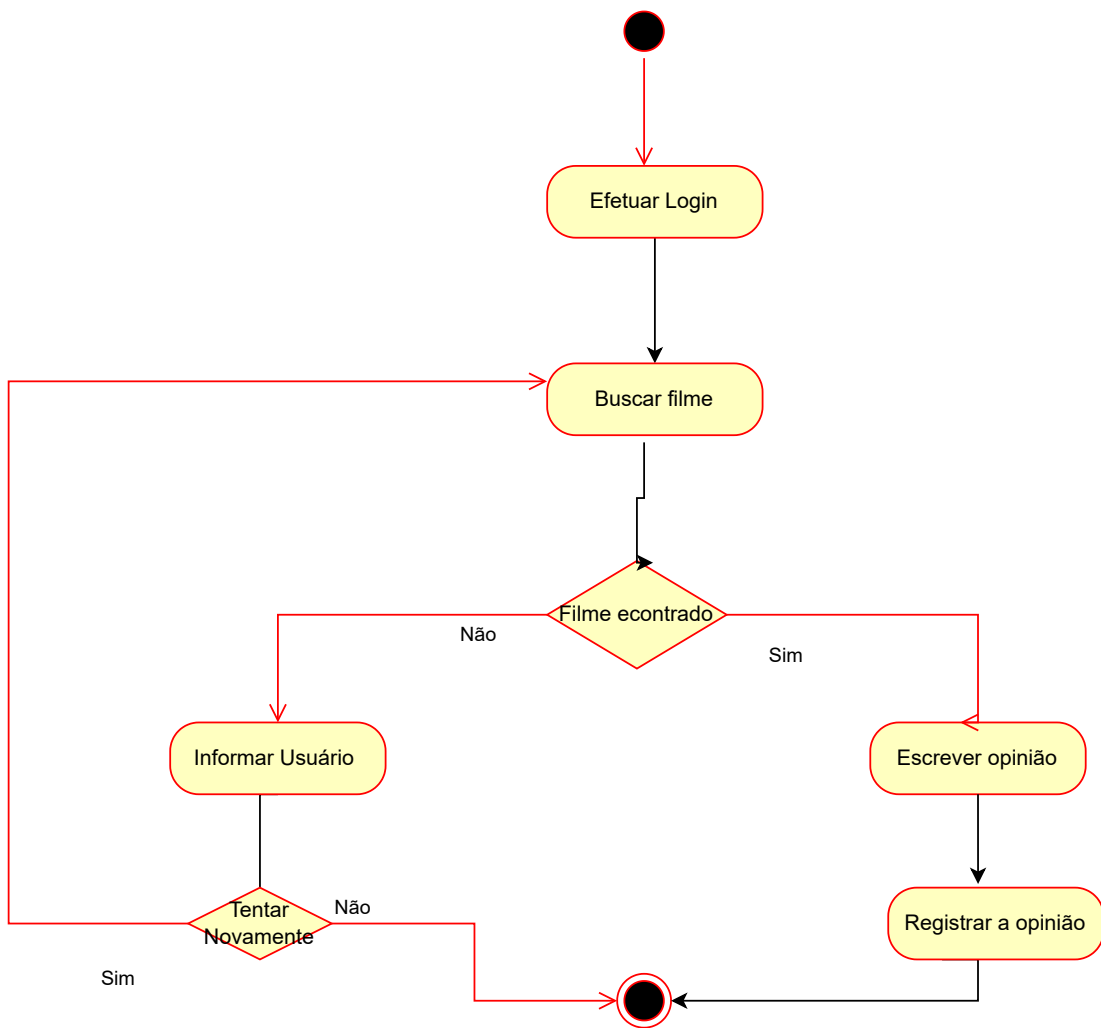 Efetuar Login
Buscar filme
Filme econtrado
Não
Sim
Informar Usuário
Escrever opinião
Tentar
Novamente
Não
Registrar a opinião
Sim